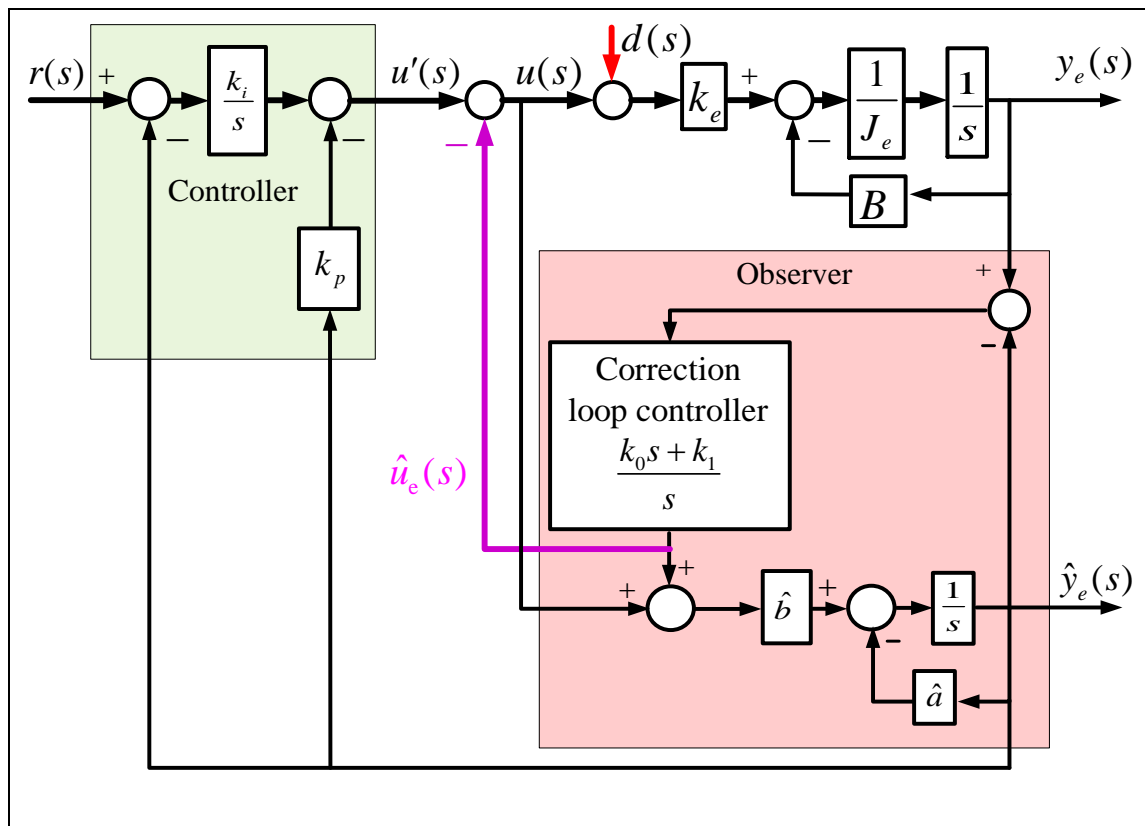 r(s)
+
−
k_i
s
−
u'(s)
−
u(s)
d(s)
k_e
+
−
1
J_e
1
s
y_e(s)
B
Controller
k_p
Observer
+
-
Correction
loop controller
k_0 s + k_1
s
û_e(s)
+
+
b̂
+
-
1
s
ŷ_e(s)
â